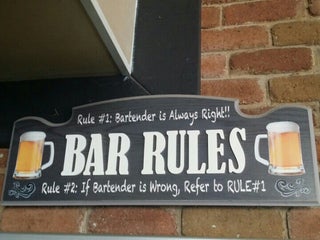 Rule #1: Bartender is Always Right!!
BAR RULES
Rule #2: If Bartender is Wrong, Refer to RULE#1